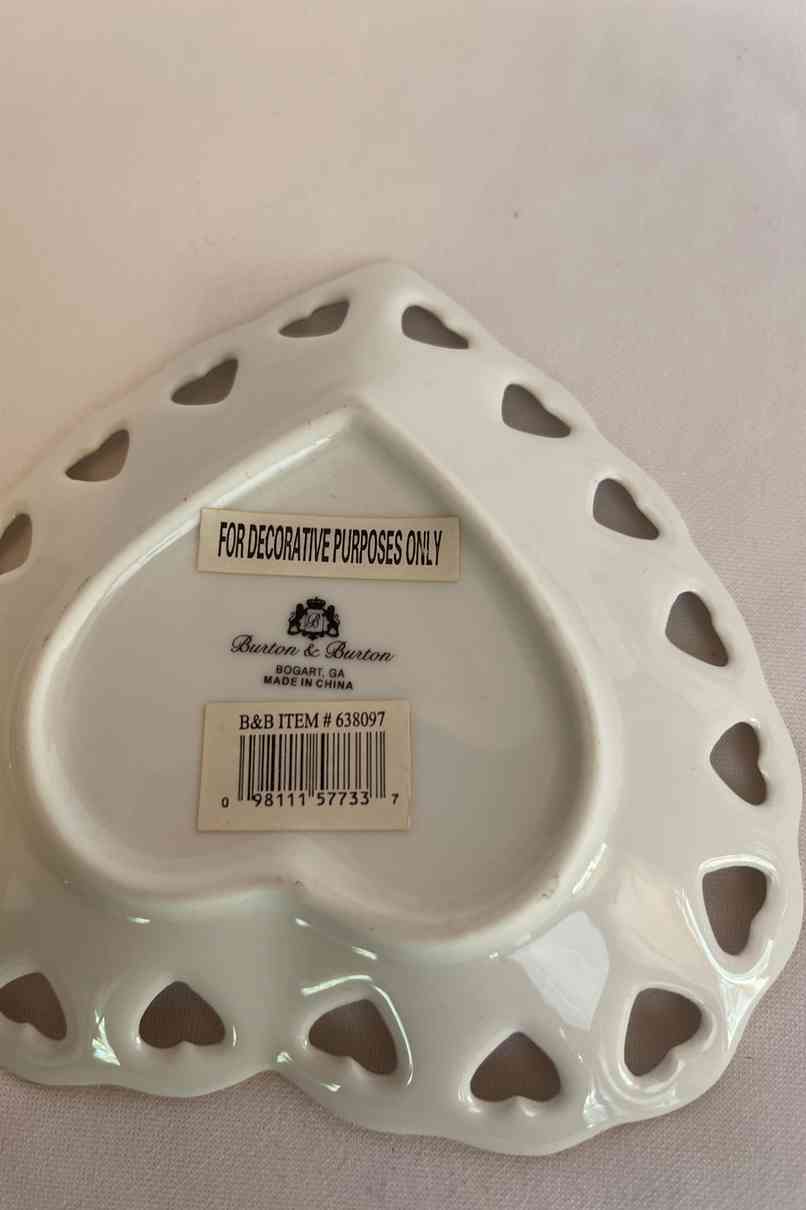 FOR DECORATIVE PURPOSES ONLY
B
Burton & Burton
BOGART, GA
MADE IN CHINA
B&B ITEM # 638097
0 98111 57733 7